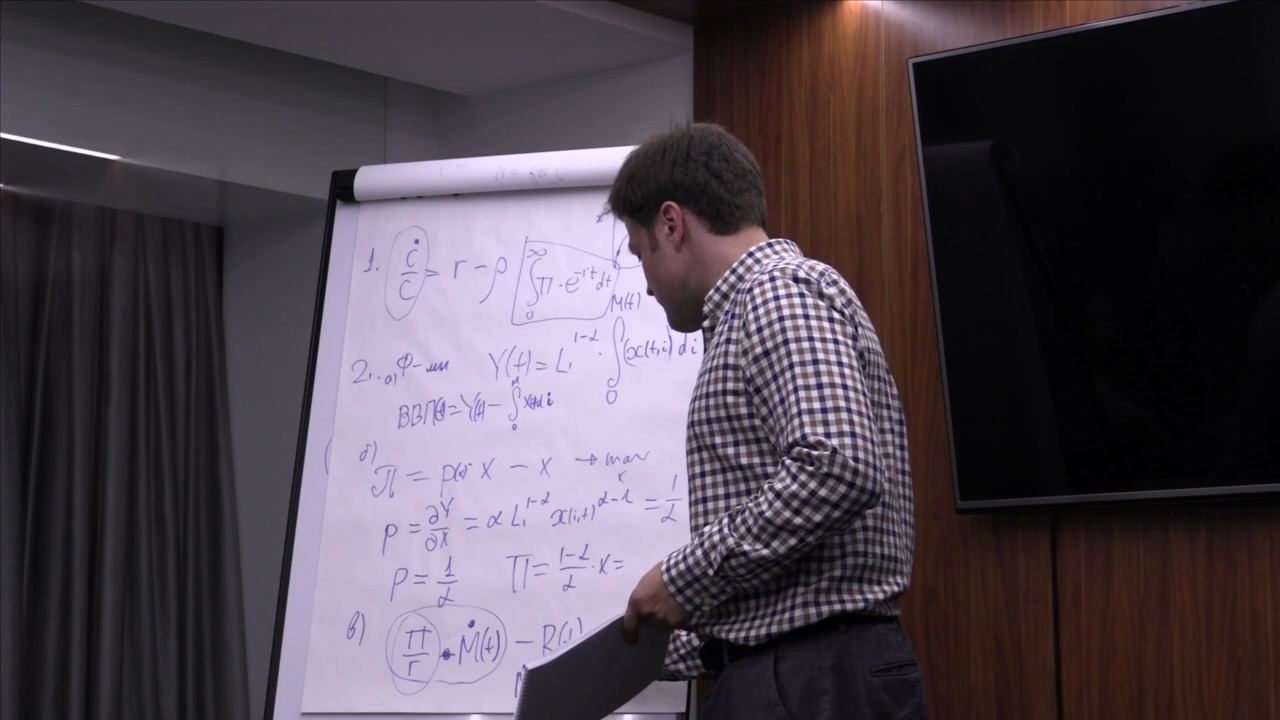 1. ċ/c = r - ρ ∫₀^∞ π · e^{-rt} dt
M(t)
2. a) Ф-ии Y(t) = L₁^{1-α} · ∫₀ (x(t,i) di
ВВП(t) = Y(t) - ∫₀^M x(t,i) di
б)
π = p(x) x - x → max x
p = ∂Y/∂x = α L₁^{1-α} x(i,t)^{α-1} = 1/α
p = 1/α π = (1-α)/α · x =
в) π/r · Ṁ(t) - R(t)